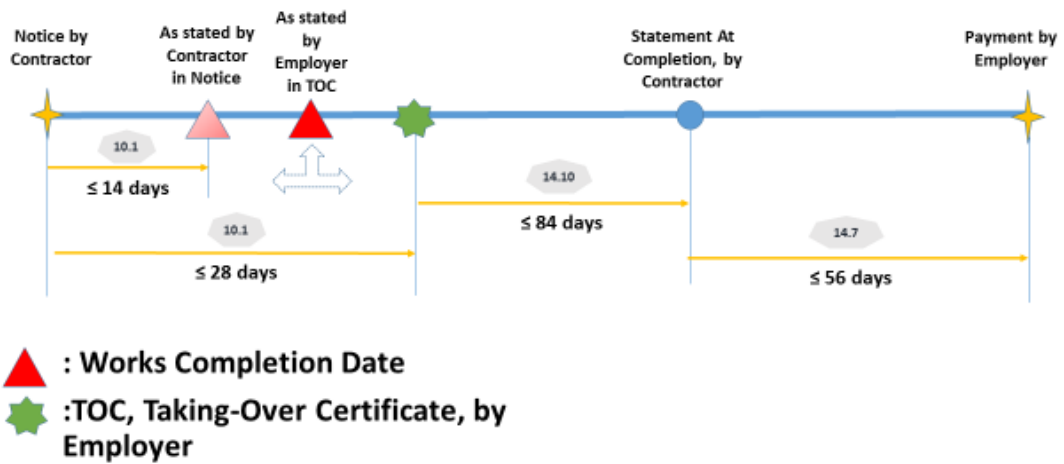 Notice by
Contractor
As stated by
Contractor
in Notice
As stated
by
Employer
in TOC
Statement At
Completion, by
Contractor
Payment by
Employer
10.1
≤ 14 days
14.10
≤ 84 days
10.1
≤ 28 days
14.7
≤ 56 days
: Works Completion Date
:TOC, Taking-Over Certificate, by
Employer